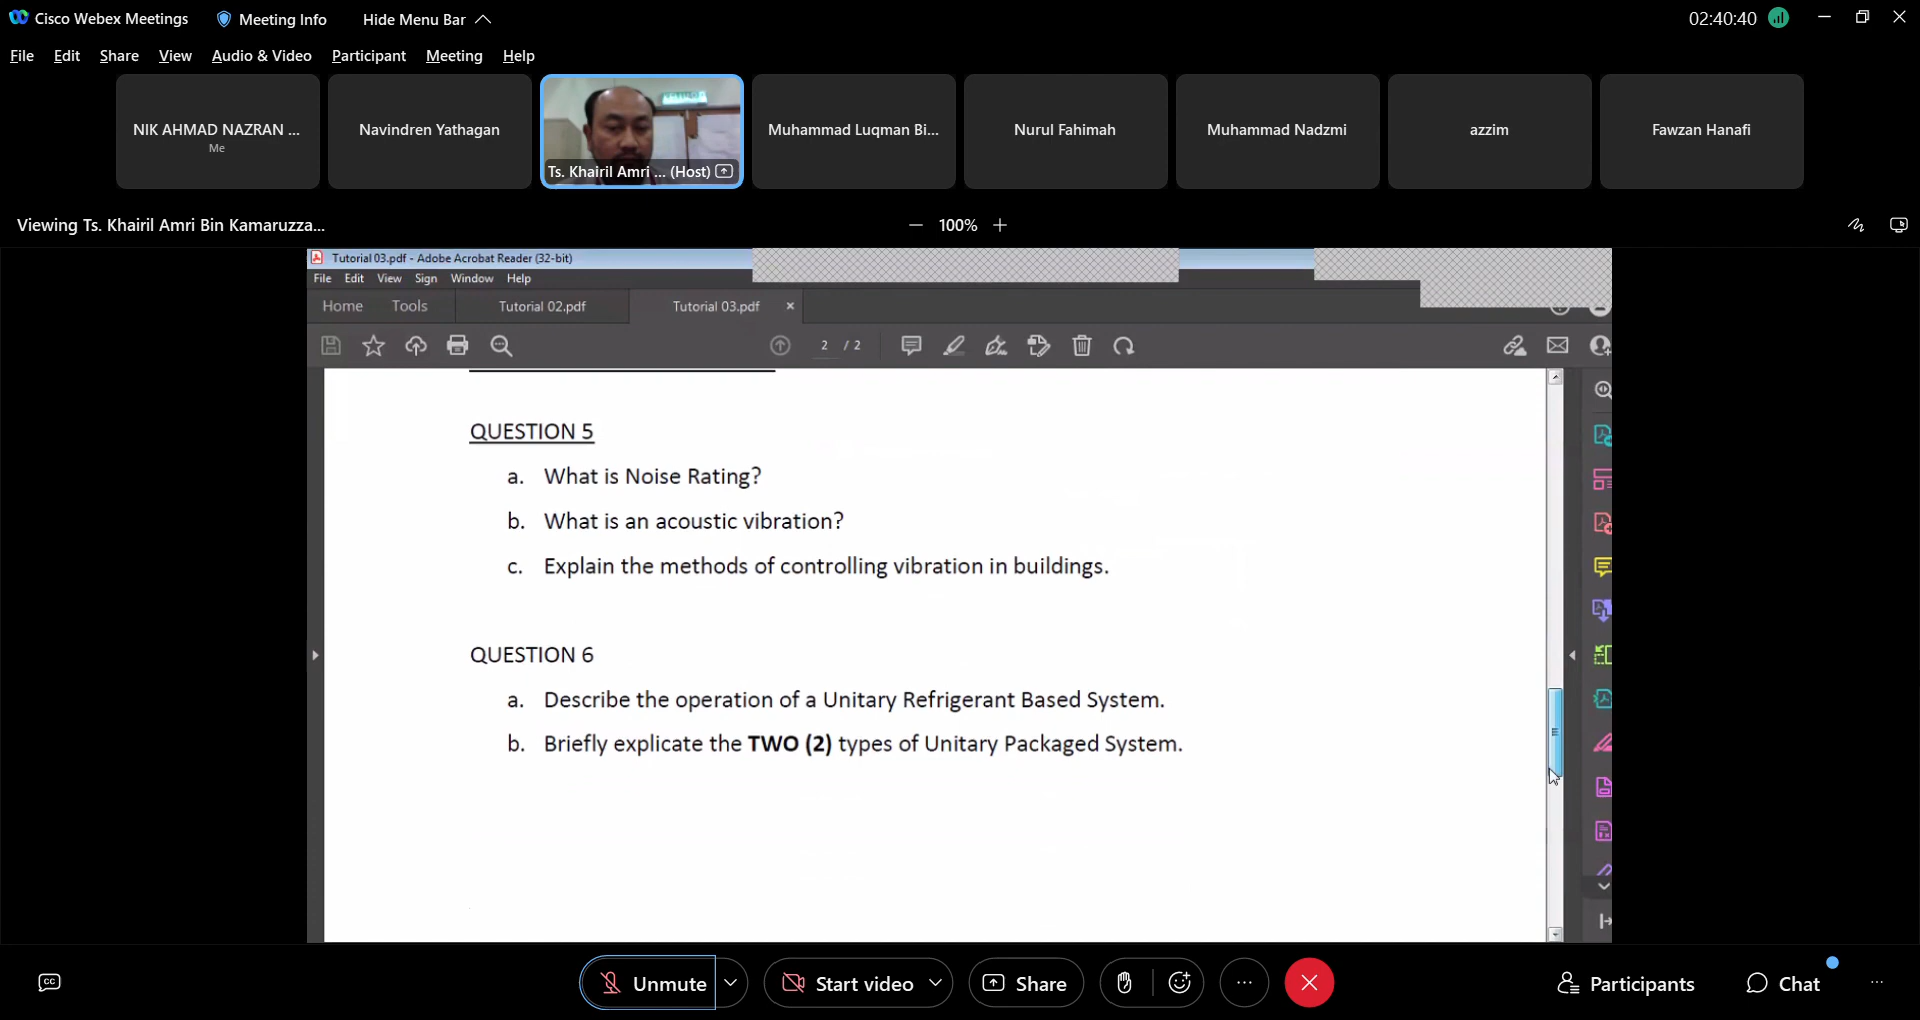 Cisco Webex Meetings Meeting Info Hide Menu Bar 02:40:40
File Edit Share View Audio & Video Participant Meeting Help
NIK AHMAD NAZRAN ...
Me
Navindren Yathagan
Ts. Khairil Amri ... (Host)
Muhammad Luqman Bi...
Nurul Fahimah
Muhammad Nadzmi
azzim
Fawzan Hanafi
Viewing Ts. Khairil Amri Bin Kamaruzza...
100%
Tutorial 03.pdf - Adobe Acrobat Reader (32-bit)
File Edit View Sign Window Help
Home Tools Tutorial 02.pdf Tutorial 03.pdf ×
2 / 2
QUESTION 5
a. What is Noise Rating?
b. What is an acoustic vibration?
c. Explain the methods of controlling vibration in buildings.
QUESTION 6
a. Describe the operation of a Unitary Refrigerant Based System.
b. Briefly explicate the TWO (2) types of Unitary Packaged System.
CC
Unmute Start video Share Participants Chat